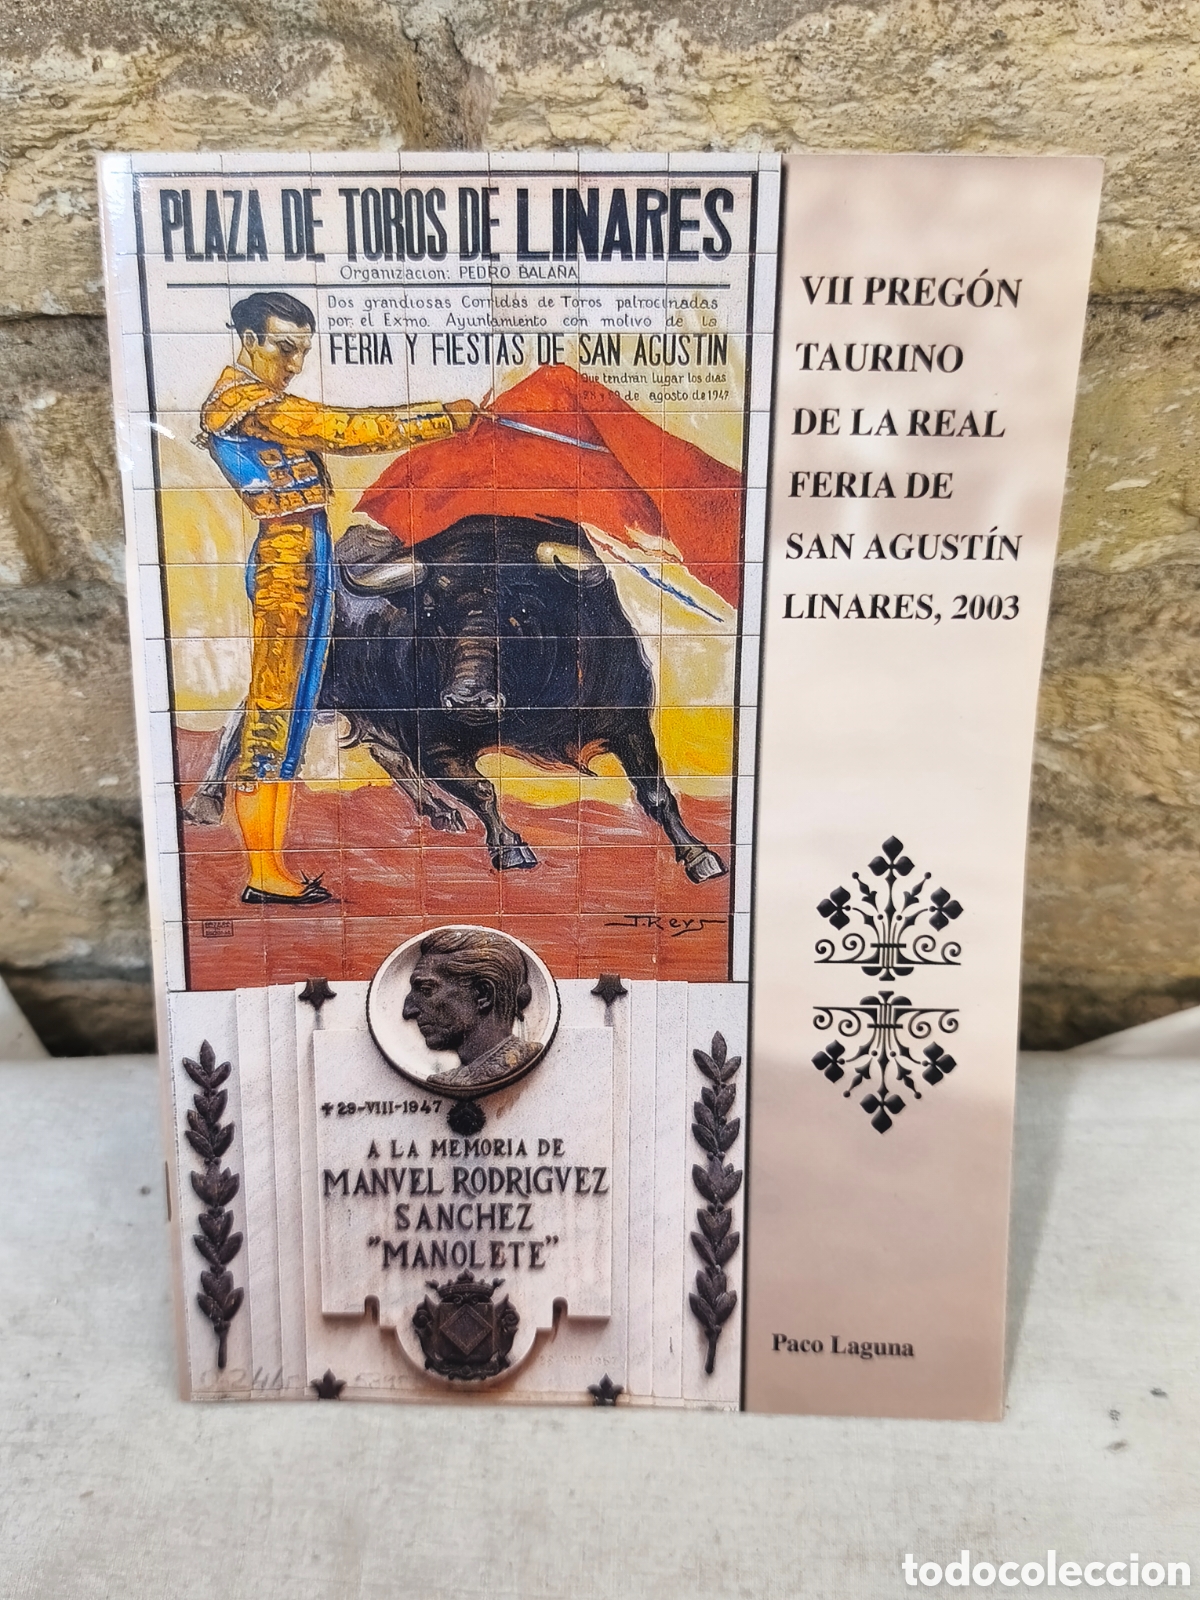 PLAZA DE TOROS DE LINARES
Organizacion: PEDRO BALAÑA
Dos grandiosas Corridas de Toros patrocinadas
por el Exmo. Ayuntamiento con motivo de la
FERIA Y FIESTAS DE SAN AGUSTIN
Que tendran lugar los dias
28 y 29 de agosto de 1947
J. Reys
✝ 29-VIII-1947
A LA MEMORIA DE
MANVEL RODRIGVEZ
SANCHEZ
"MANOLETE"
VII PREGÓN
TAURINO
DE LA REAL
FERIA DE
SAN AGUSTÍN
LINARES, 2003
Paco Laguna
todocoleccion